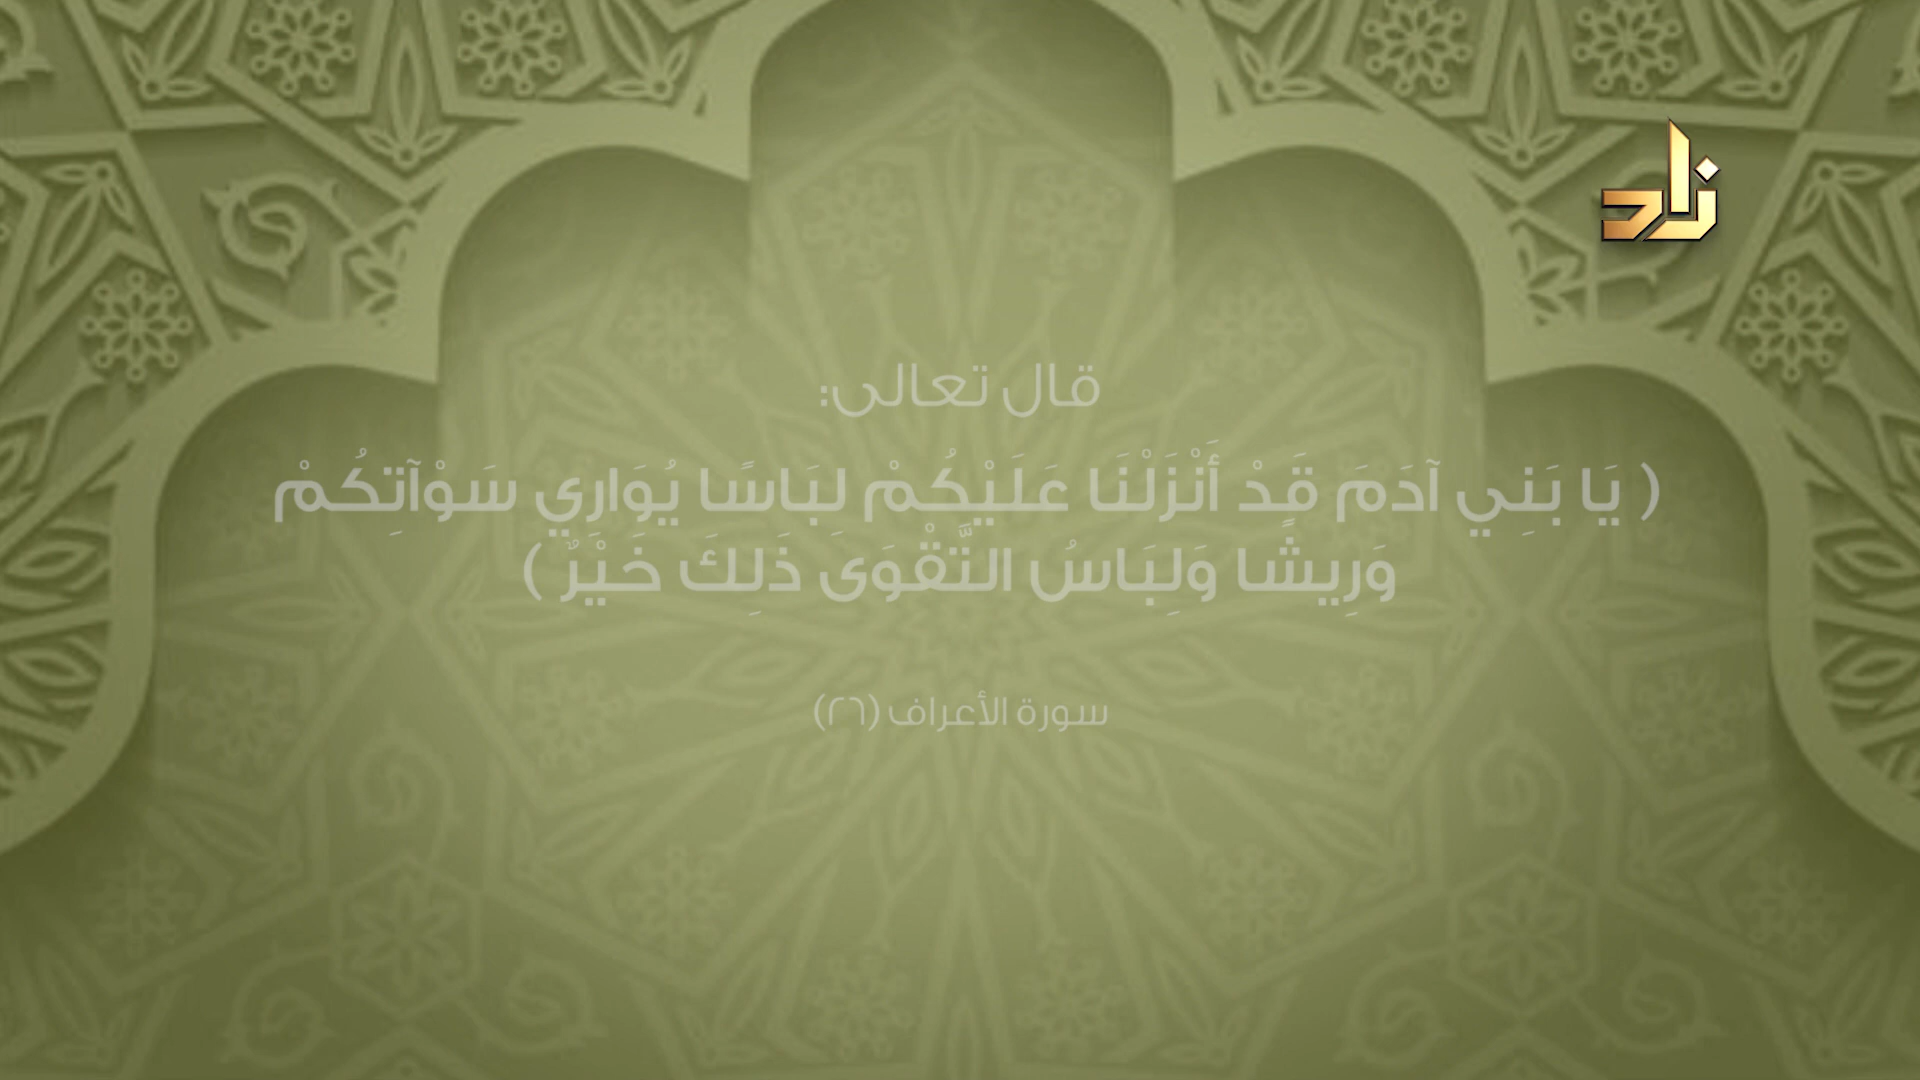 زاد
قال تعالى:
( يَا بَنِي آدَمَ قَدْ أَنْزَلْنَا عَلَيْكُمْ لِبَاسًا يُوَارِي سَوْآتِكُمْ
وَرِيشًا وَلِبَاسُ التَّقْوَىَ ذَلِكَ خَيْرٌ )
سورة الأعراف (٢٦)